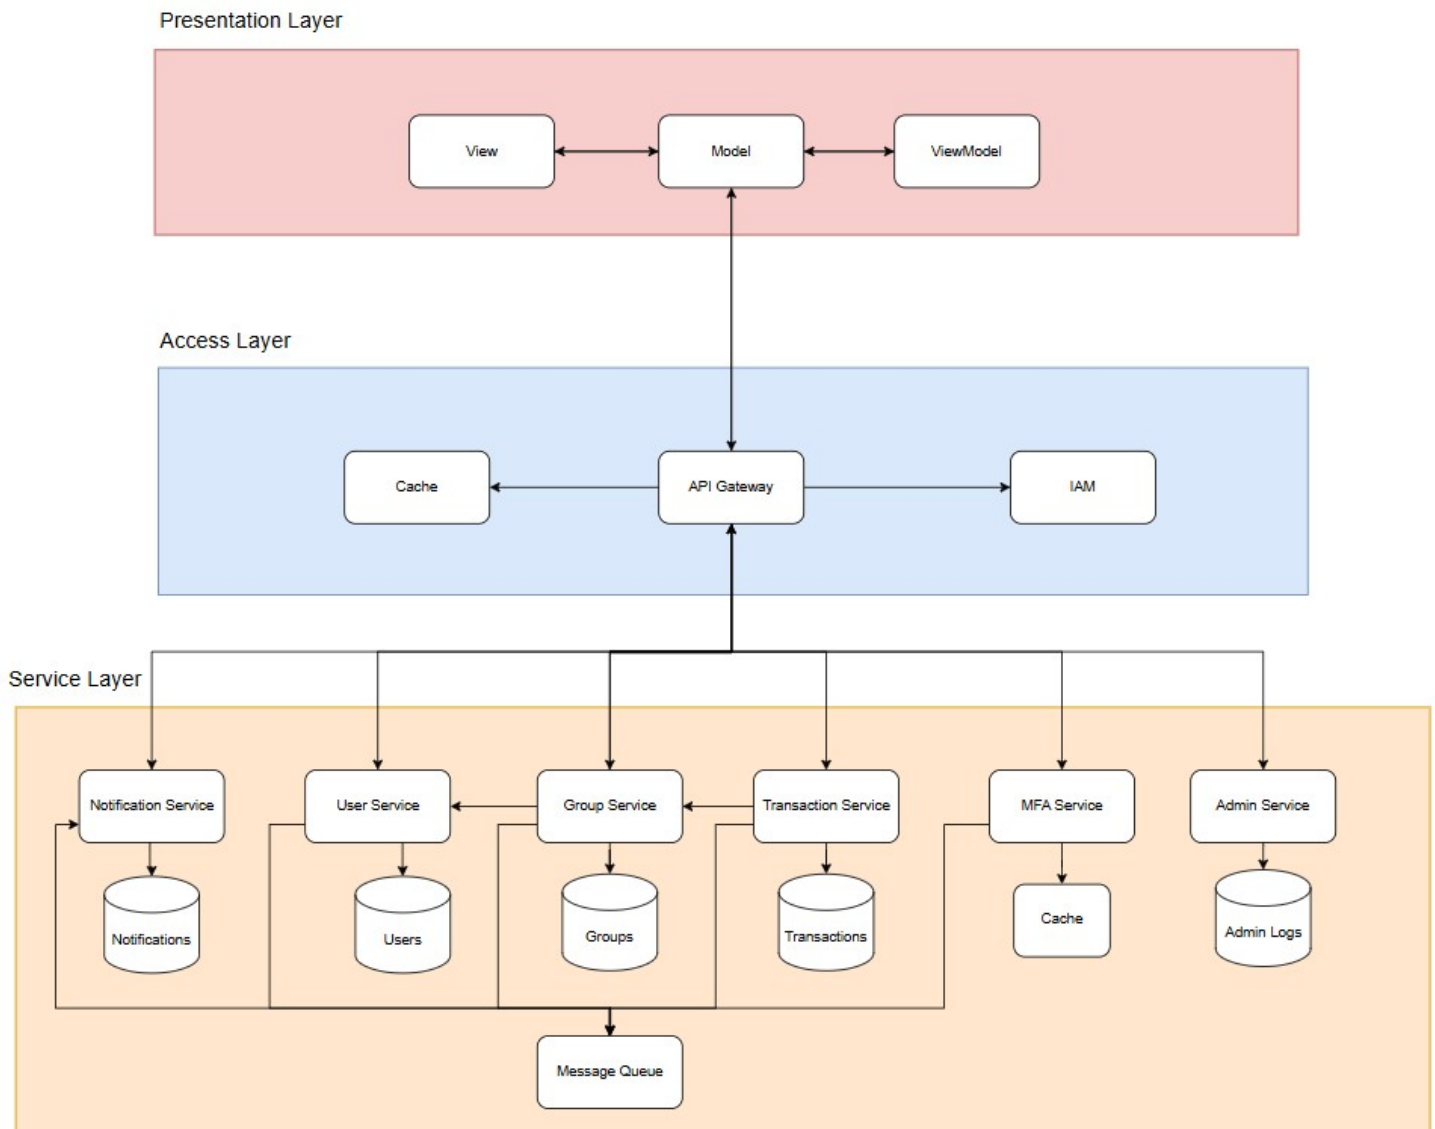 Presentation Layer
View
Model
ViewModel
Access Layer
Cache
API Gateway
IAM
Service Layer
Notification Service
User Service
Group Service
Transaction Service
MFA Service
Admin Service
Notifications
Users
Groups
Transactions
Cache
Admin Logs
Message Queue